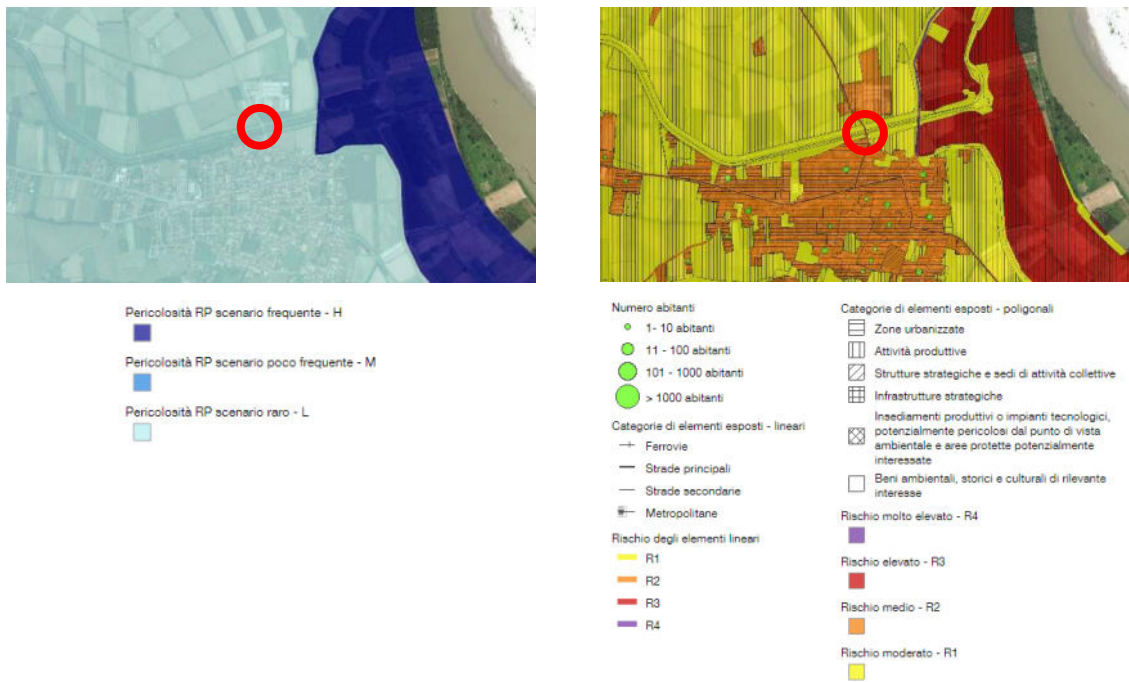 Pericolosità RP scenario frequente - H
Pericolosità RP scenario poco frequente - M
Pericolosità RP scenario raro - L
Numero abitanti
1- 10 abitanti
11 - 100 abitanti
101 - 1000 abitanti
> 1000 abitanti
Categorie di elementi esposti - lineari
Ferrovie
Strade principali
Strade secondarie
Metropolitane
Rischio degli elementi lineari
R1
R2
R3
R4
Categorie di elementi esposti - poligonali
Zone urbanizzate
Attività produttive
Strutture strategiche e sedi di attività collettive
Infrastrutture strategiche
Insediamenti produttivi o impianti tecnologici,
potenzialmente pericolosi dal punto di vista
ambientale e aree protette potenzialmente
interessate
Beni ambientali, storici e culturali di rilevante
interesse
Rischio molto elevato - R4
Rischio elevato - R3
Rischio medio - R2
Rischio moderato - R1